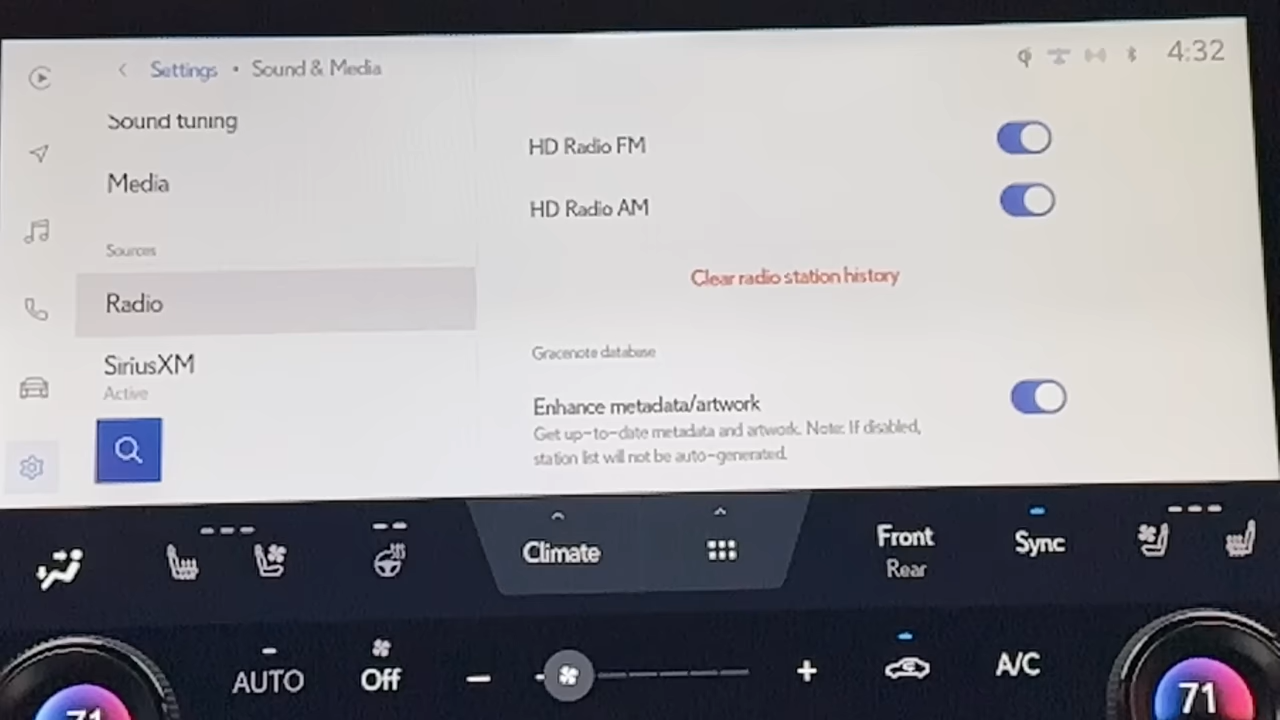 Settings • Sound & Media
4:32
Sound tuning
Media
Sources
Radio
SiriusXM
Active
HD Radio FM
HD Radio AM
Clear radio station history
Gracenote database
Enhance metadata/artwork
Get up-to-date metadata and artwork. Note: If disabled,
station list will not be auto-generated.
Climate
Front
Rear
Sync
AUTO
Off
A/C
71
71